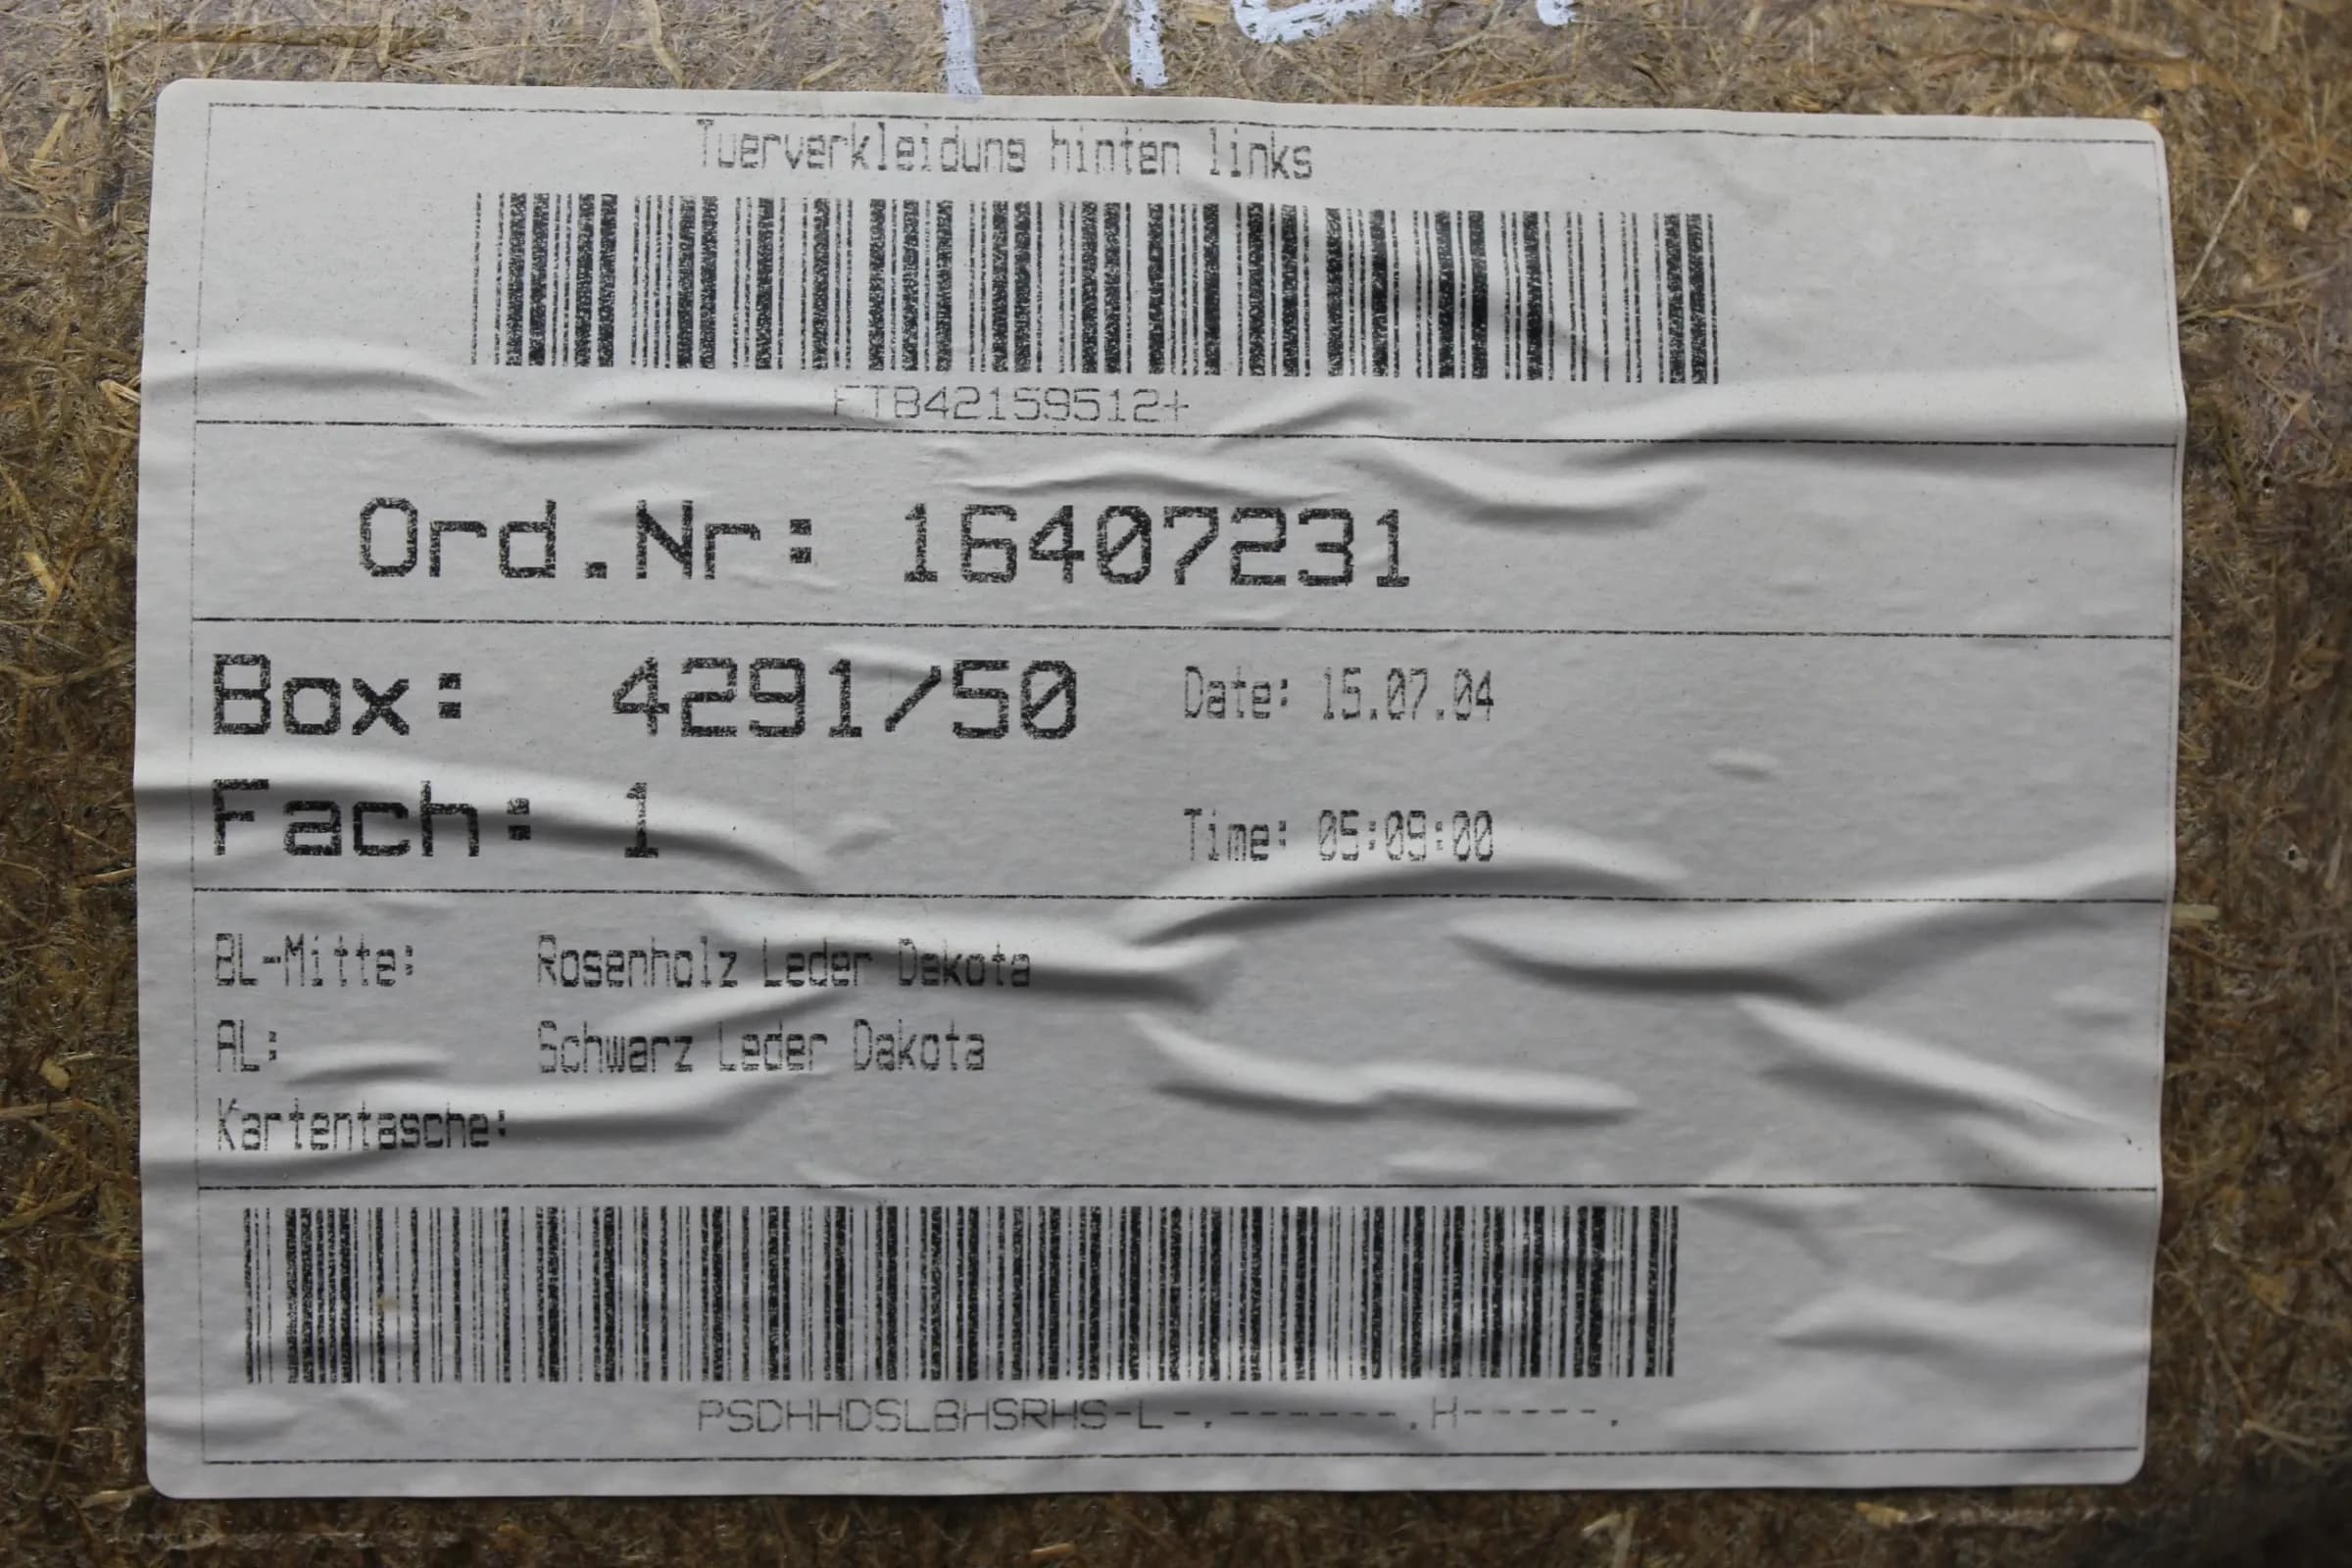 Tuerverkleidung hinten links
FTB42159512+
Ord.Nr: 16407231
Box: 4291/50
Date: 15.07.04
Fach: 1
Time: 05:09:00
BL-Mitte: Rosenholz Leder Dakota
AL: Schwarz Leder Dakota
Kartentasche:
PSDHHDSLBHSRHS-L-.------.H-----.